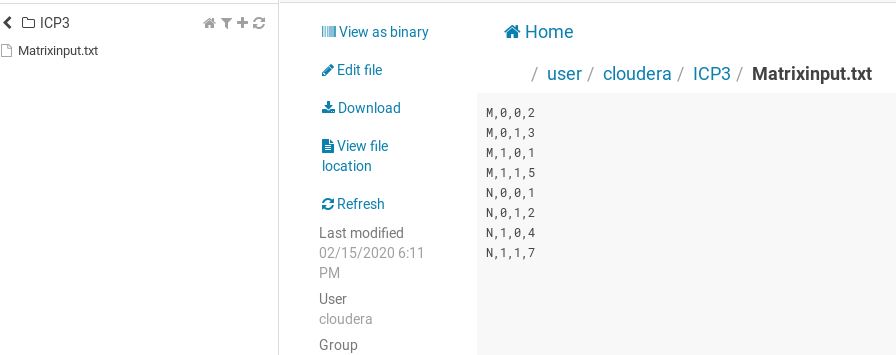 ICP3
Matrixinput.txt
View as binary
Edit file
Download
View file
location
Refresh
Last modified
02/15/2020 6:11
PM
User
cloudera
Group
Home
/ user / cloudera / ICP3 / Matrixinput.txt
M,0,0,2
M,0,1,3
M,1,0,1
M,1,1,5
N,0,0,1
N,0,1,2
N,1,0,4
N,1,1,7